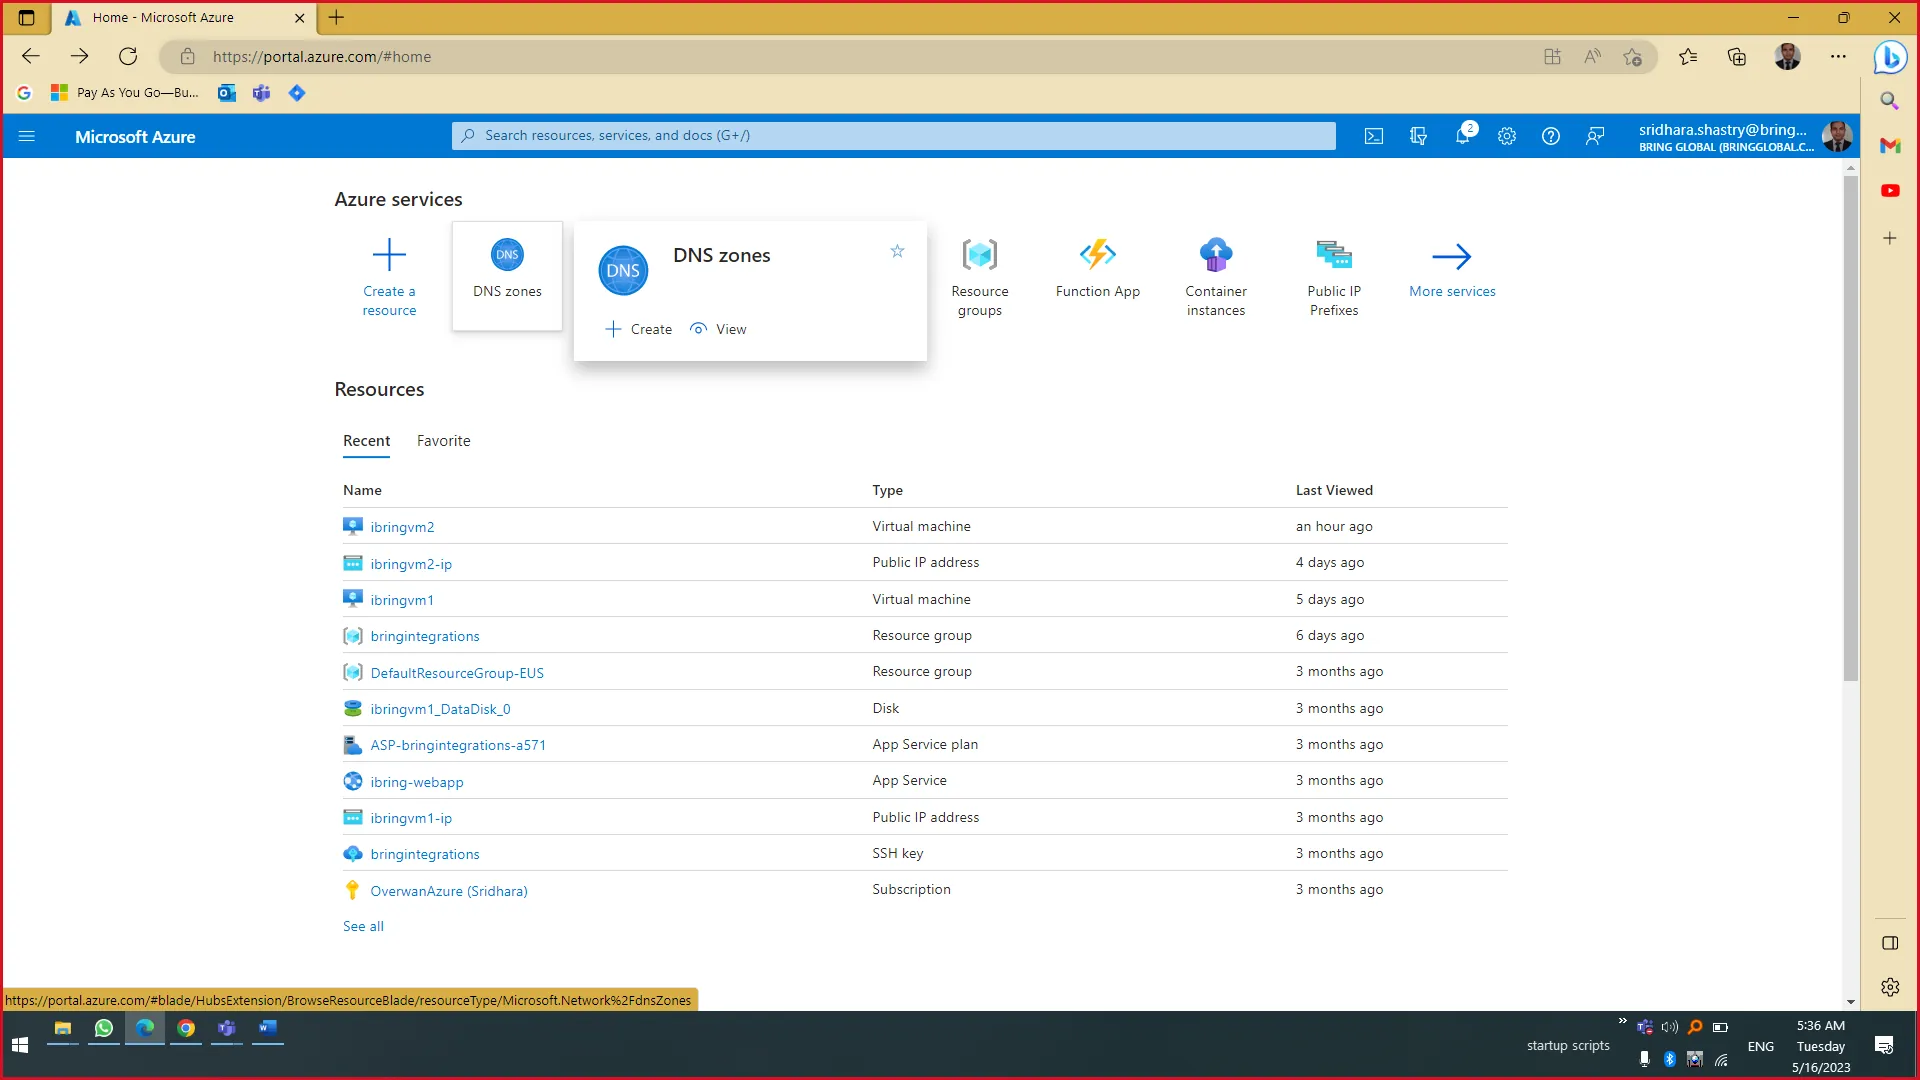 Home - Microsoft Azure
https://portal.azure.com/#home
Pay As You Go—Bu...
Microsoft Azure
Search resources, services, and docs (G+/)
2
sridhara.shastry@bring...
BRING GLOBAL (BRINGGLOBAL.C...
Azure services
Create a
resource
DNS
DNS zones
DNS
DNS zones
Create
View
Resource
groups
Function App
Container
instances
Public IP
Prefixes
More services
Resources
Recent
Favorite
Name Type Last Viewed
ibringvm2 Virtual machine an hour ago
ibringvm2-ip Public IP address 4 days ago
ibringvm1 Virtual machine 5 days ago
bringintegrations Resource group 6 days ago
DefaultResourceGroup-EUS Resource group 3 months ago
ibringvm1_DataDisk_0 Disk 3 months ago
ASP-bringintegrations-a571 App Service plan 3 months ago
ibring-webapp App Service 3 months ago
ibringvm1-ip Public IP address 3 months ago
bringintegrations SSH key 3 months ago
OverwanAzure (Sridhara) Subscription 3 months ago
See all
https://portal.azure.com/#blade/HubsExtension/BrowseResourceBlade/resourceType/Microsoft.Network%2FdnsZones
startup scripts
ENG
5:36 AM
Tuesday
5/16/2023